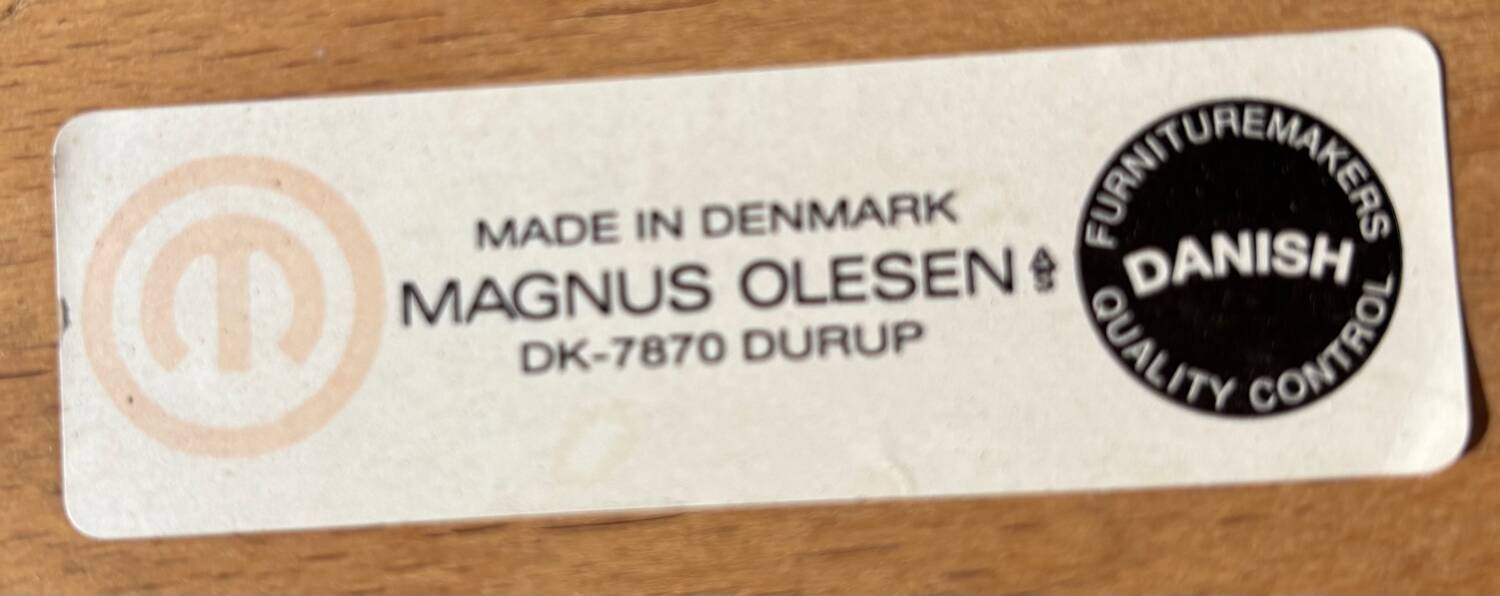 MADE IN DENMARK
MAGNUS OLESEN A/S
DK-7870 DURUP
FURNITUREMAKERS
DANISH
QUALITY CONTROL